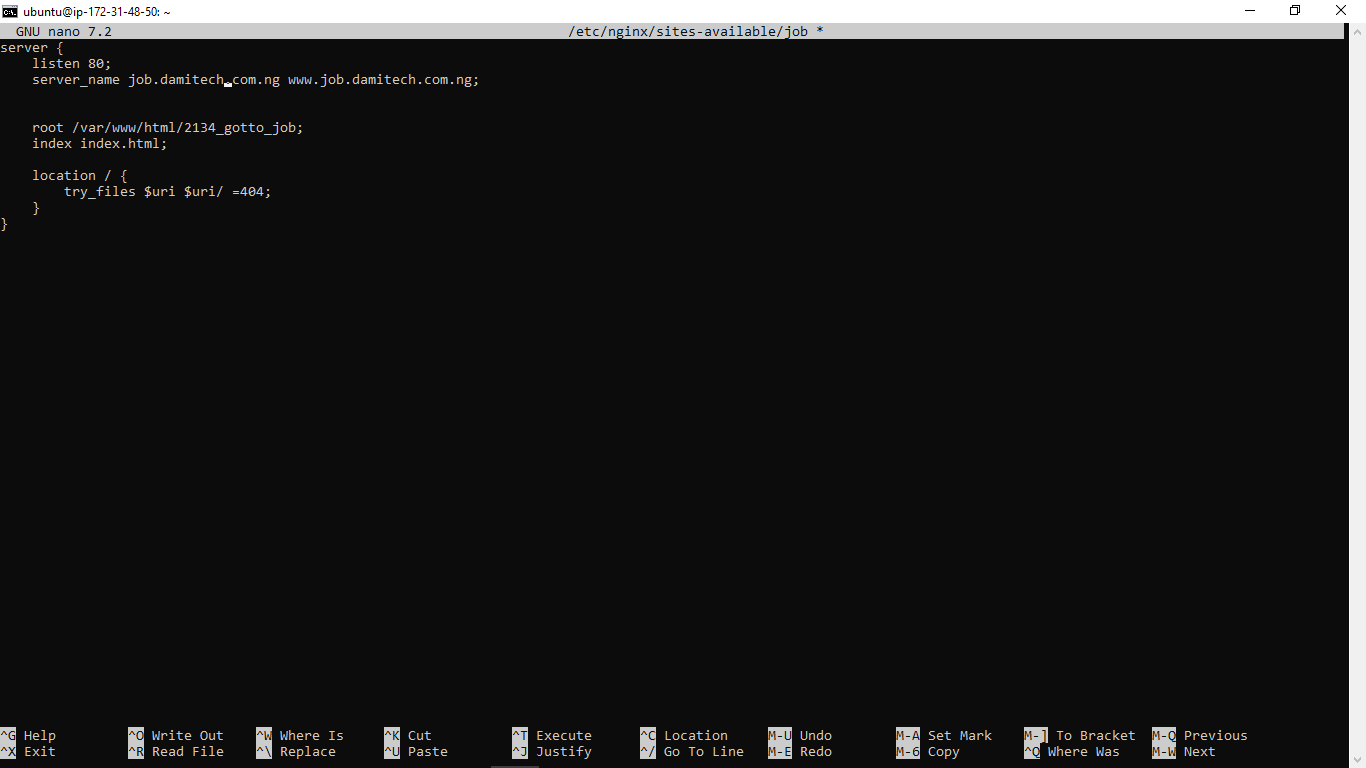 ubuntu@ip-172-31-48-50: ~
GNU nano 7.2 /etc/nginx/sites-available/job *
server {
    listen 80;
    server_name job.damitech.com.ng www.job.damitech.com.ng;
    root /var/www/html/2134_gotto_job;
    index index.html;
    location / {
        try_files $uri $uri/ =404;
    }
}
^G Help ^O Write Out ^W Where Is ^K Cut ^T Execute ^C Location M-U Undo M-A Set Mark M-] To Bracket M-Q Previous
^X Exit ^R Read File ^\ Replace ^U Paste ^J Justify ^/ Go To Line M-E Redo M-6 Copy ^Q Where Was M-W Next